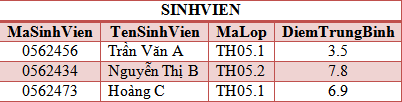 SINHVIEN
MaSinhVien TenSinhVien MaLop DiemTrungBinh
0562456 Trần Văn A TH05.1 3.5
0562434 Nguyễn Thị B TH05.2 7.8
0562473 Hoàng C TH05.1 6.9